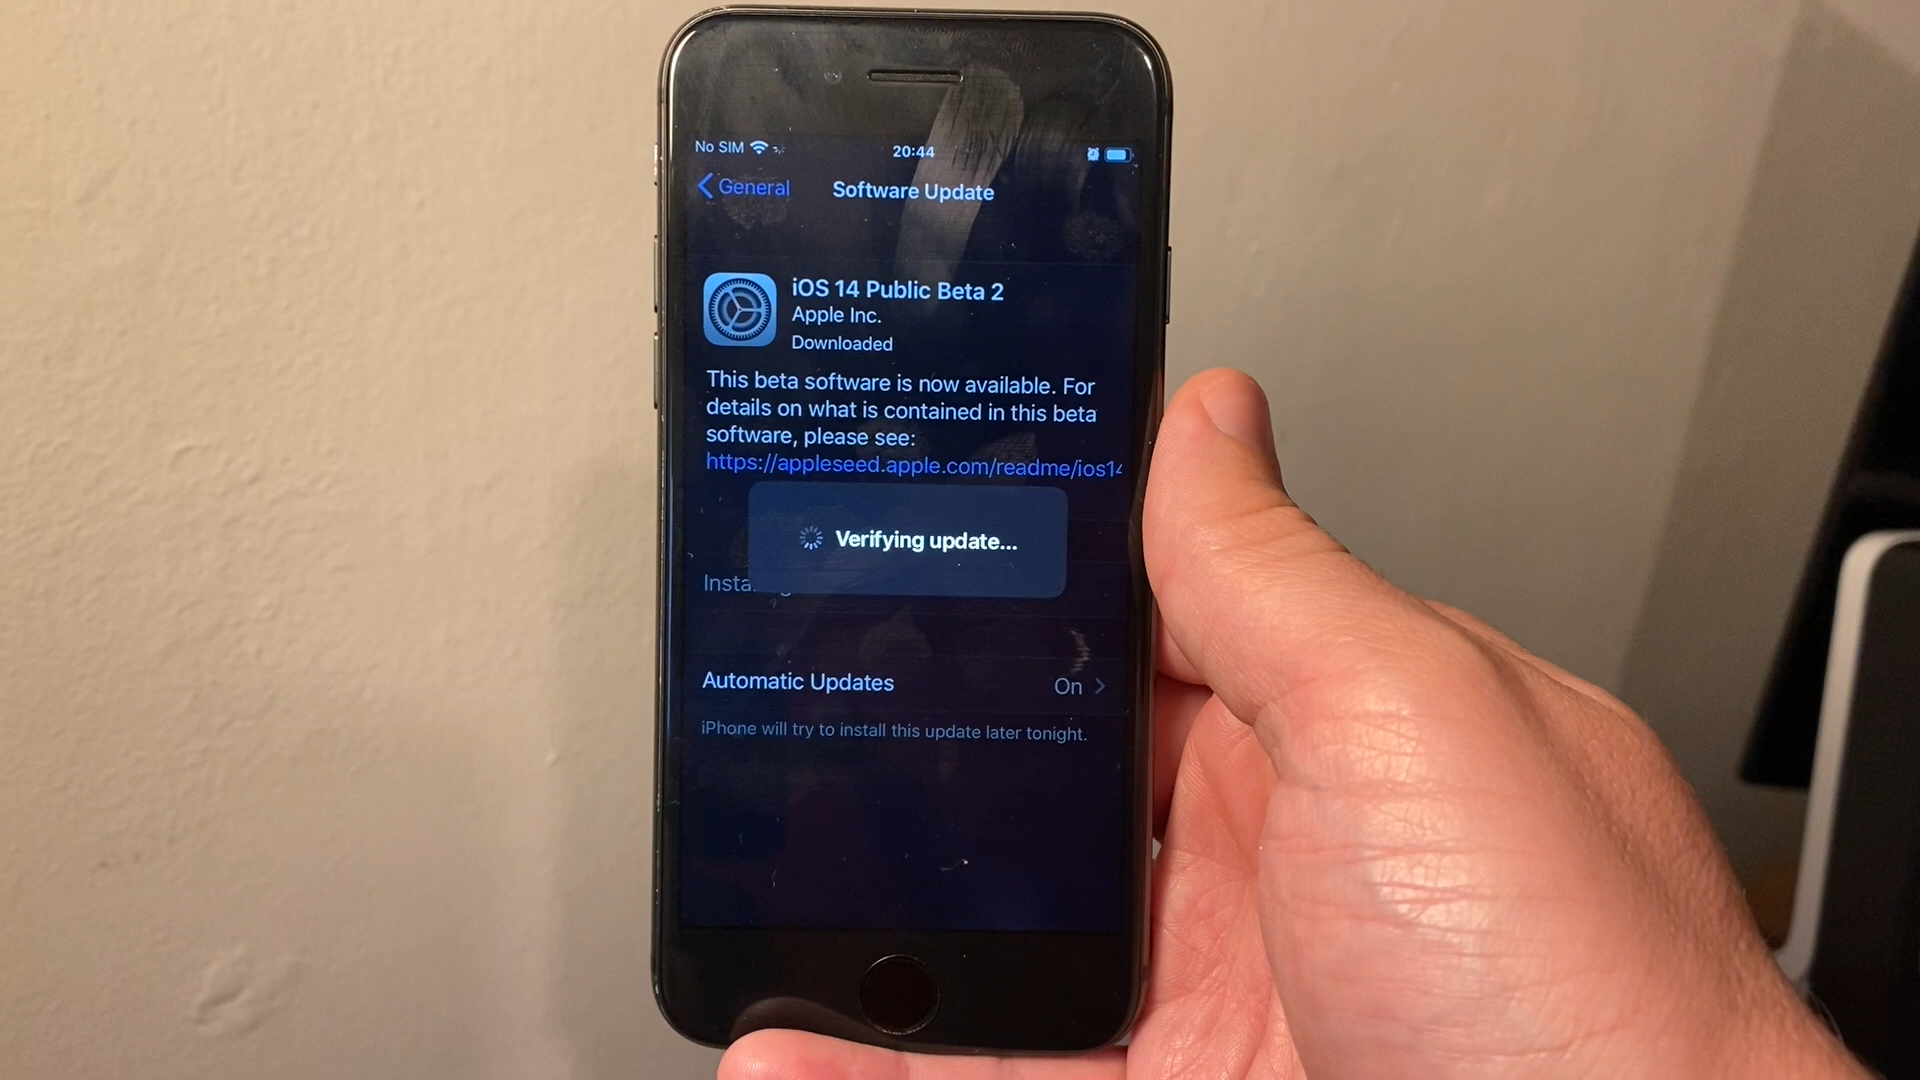 No SIM 20:44
General Software Update
iOS 14 Public Beta 2
Apple Inc.
Downloaded
This beta software is now available. For
details on what is contained in this beta
software, please see:
https://appleseed.apple.com/readme/ios14
Verifying update...
Automatic Updates On
iPhone will try to install this update later tonight.